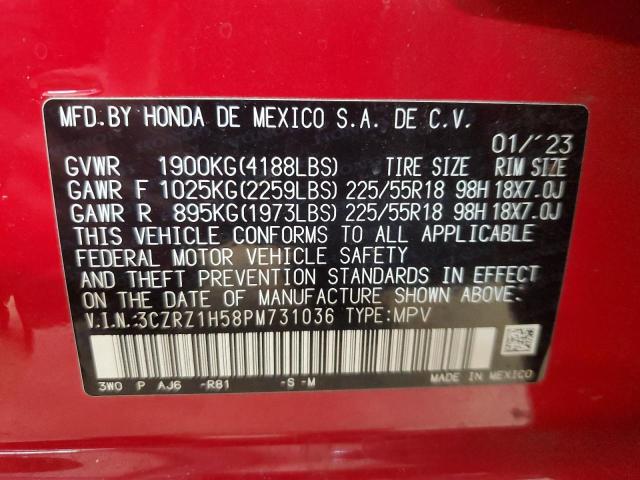 MFD. BY HONDA DE MEXICO S.A. DE C.V.
01/'23
GVWR 1900KG(4188LBS) TIRE SIZE RIM SIZE
GAWR F 1025KG(2259LBS) 225/55R18 98H 18X7.0J
GAWR R 895KG(1973LBS) 225/55R18 98H 18X7.0J
THIS VEHICLE CONFORMS TO ALL APPLICABLE
FEDERAL MOTOR VEHICLE SAFETY
AND THEFT PREVENTION STANDARDS IN EFFECT
ON THE DATE OF MANUFACTURE SHOWN ABOVE.
V.I.N.:3CZRZ1H58PM731036 TYPE:MPV
3W0 P AJ6 -R81 -S -M
MADE IN MEXICO